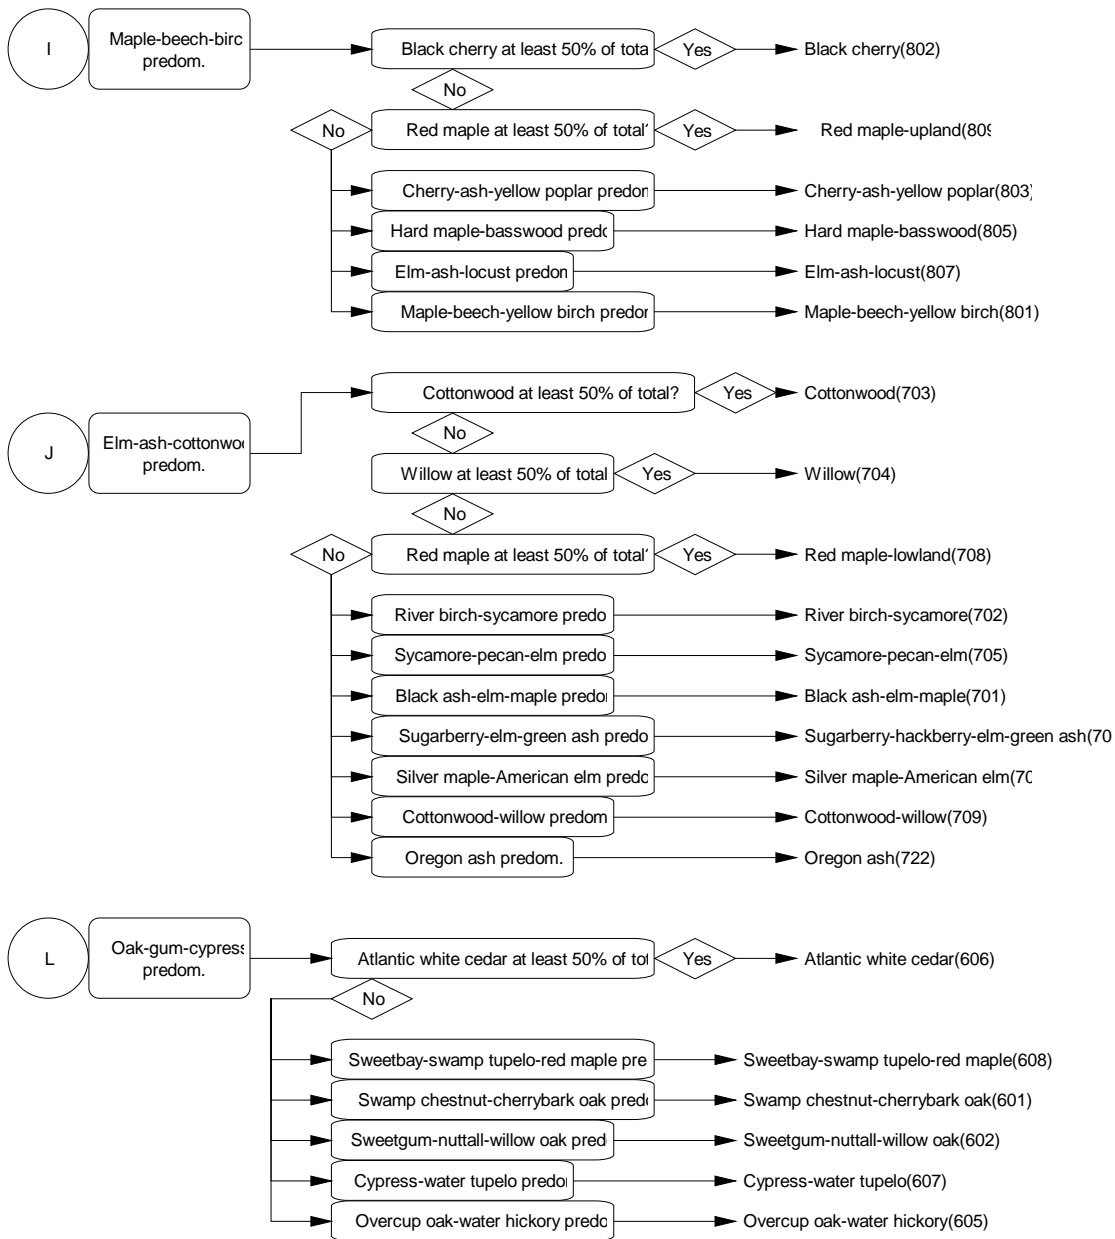 I
Maple-beech-birc
predom.
Black cherry at least 50% of tota
Yes
Black cherry(802)
No
No
Red maple at least 50% of total?
Yes
Red maple-upland(809
Cherry-ash-yellow poplar predom
Cherry-ash-yellow poplar(803)
Hard maple-basswood predo
Hard maple-basswood(805)
Elm-ash-locust predom
Elm-ash-locust(807)
Maple-beech-yellow birch predom
Maple-beech-yellow birch(801)
J
Elm-ash-cottonwoo
predom.
Cottonwood at least 50% of total?
Yes
Cottonwood(703)
No
Willow at least 50% of total
Yes
Willow(704)
No
No
Red maple at least 50% of total?
Yes
Red maple-lowland(708)
River birch-sycamore predo
River birch-sycamore(702)
Sycamore-pecan-elm predo
Sycamore-pecan-elm(705)
Black ash-elm-maple predom
Black ash-elm-maple(701)
Sugarberry-elm-green ash predo
Sugarberry-hackberry-elm-green ash(70
Silver maple-American elm predo
Silver maple-American elm(70
Cottonwood-willow predom
Cottonwood-willow(709)
Oregon ash predom.
Oregon ash(722)
L
Oak-gum-cypress
predom.
Atlantic white cedar at least 50% of tot
Yes
Atlantic white cedar(606)
No
Sweetbay-swamp tupelo-red maple pre
Sweetbay-swamp tupelo-red maple(608)
Swamp chestnut-cherrybark oak predo
Swamp chestnut-cherrybark oak(601)
Sweetgum-nuttall-willow oak pred
Sweetgum-nuttall-willow oak(602)
Cypress-water tupelo predom
Cypress-water tupelo(607)
Overcup oak-water hickory predo
Overcup oak-water hickory(605)